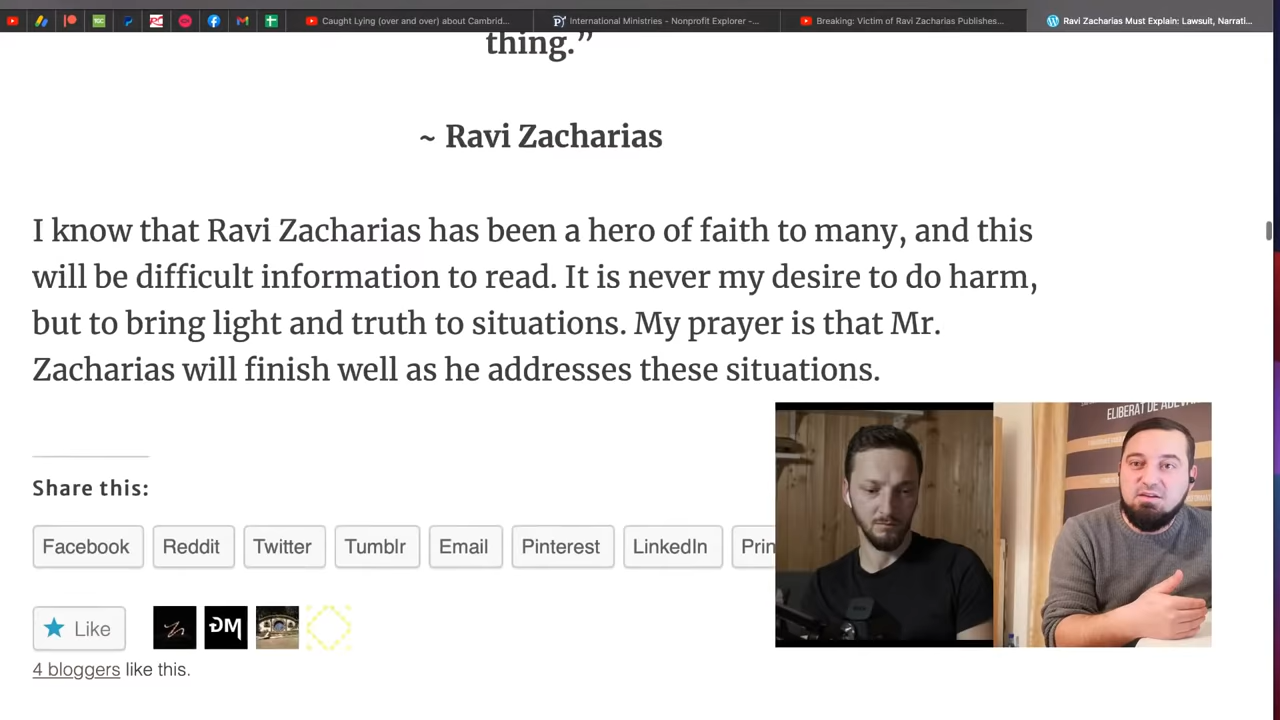 Caught Lying (over and over) about Cambrid...
International Ministries - Nonprofit Explorer -...
Breaking: Victim of Ravi Zacharias Publishes...
Ravi Zacharias Must Explain: Lawsuit, Narrati...
thing.”
~ Ravi Zacharias
I know that Ravi Zacharias has been a hero of faith to many, and this
will be difficult information to read. It is never my desire to do harm,
but to bring light and truth to situations. My prayer is that Mr.
Zacharias will finish well as he addresses these situations.
ELIBERAT DE ADEVĂ
Share this:
Facebook
Reddit
Twitter
Tumblr
Email
Pinterest
LinkedIn
Prin
Like
ƏM
4 bloggers like this.